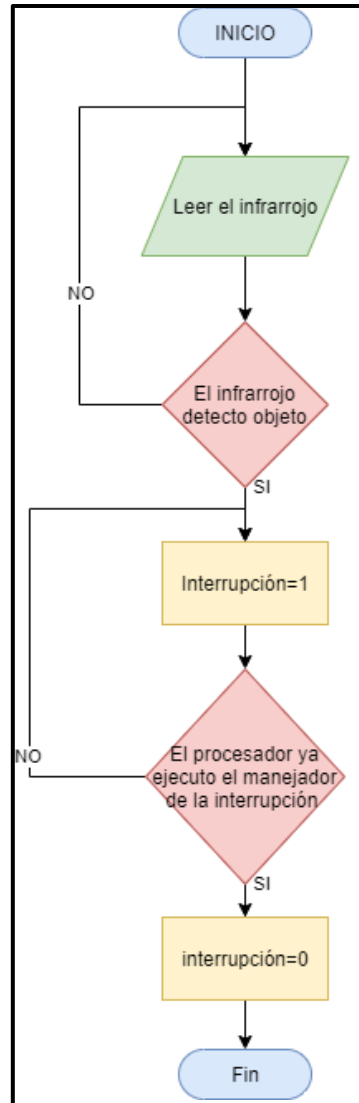 INICIO
Leer el infrarrojo
NO
El infrarrojo
detecto objeto
SI
Interrupción=1
El procesador ya
ejecuto el manejador
de la interrupción
NO
SI
interrupción=0
Fin